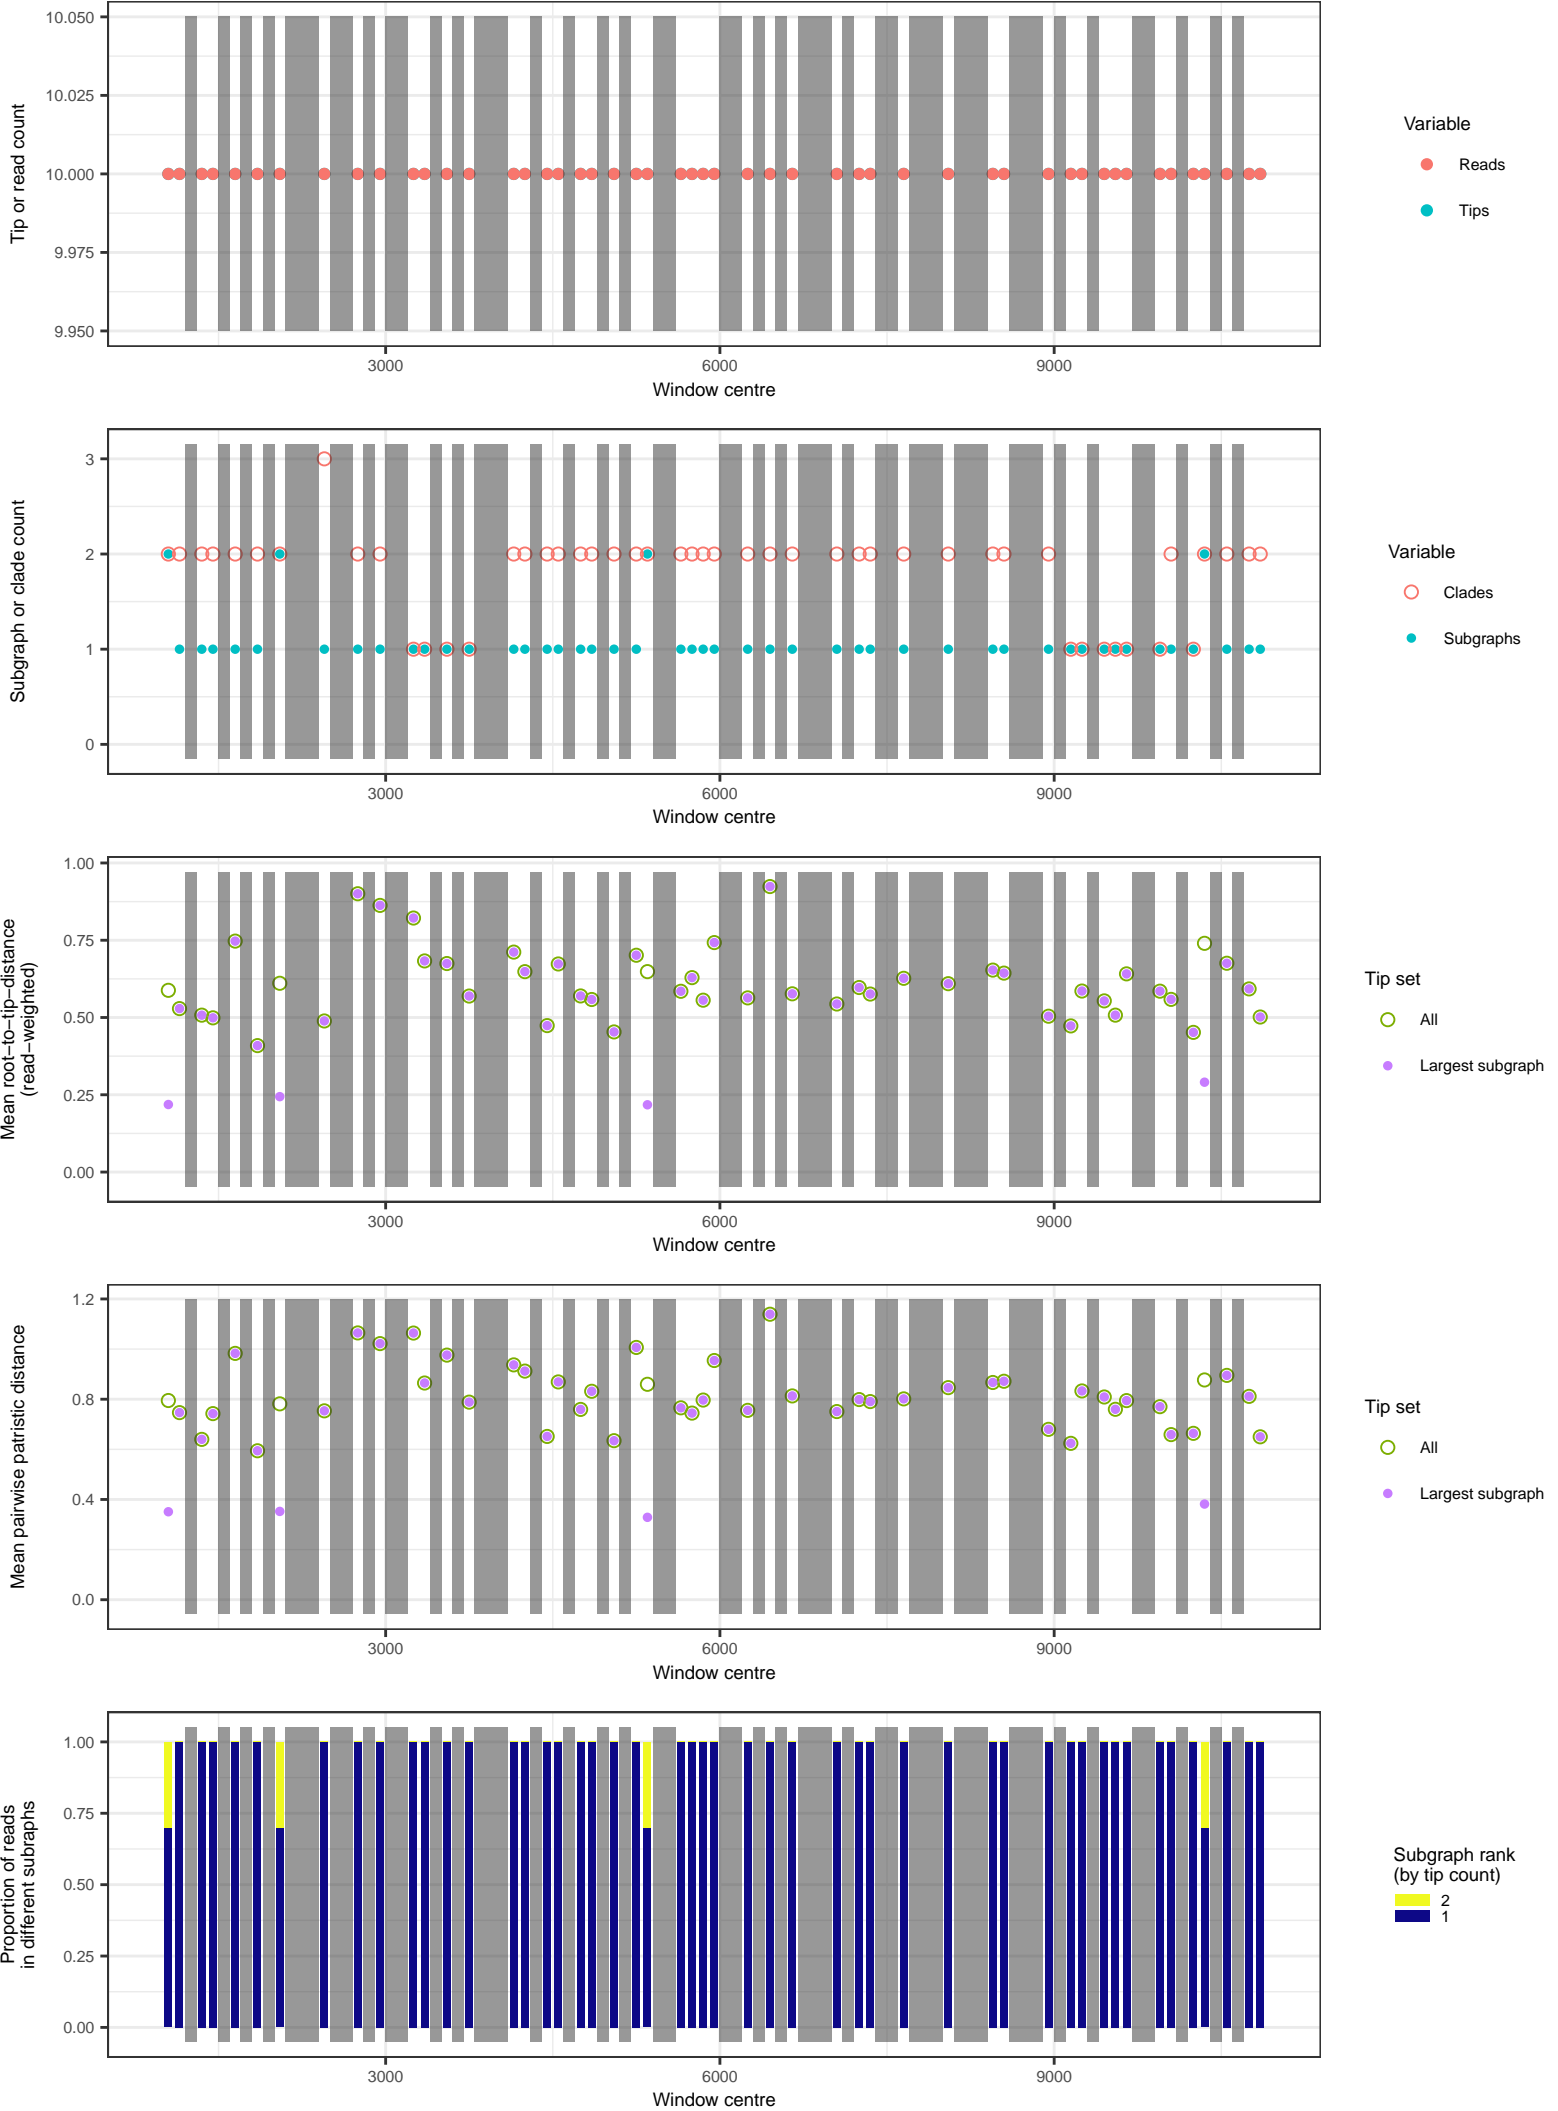 10.050
10.025
10.000
9.975
9.950
Tip or read count
3000
6000
9000
Window centre
Variable
Reads
Tips
3
2
1
0
Subgraph or clade count
3000
6000
9000
Window centre
Variable
Clades
Subgraphs
1.00
0.75
0.50
0.25
0.00
Mean root−to−tip−distance
(read−weighted)
3000
6000
9000
Window centre
Tip set
All
Largest subgraph
1.2
0.8
0.4
0.0
Mean pairwise patristic distance
3000
6000
9000
Window centre
Tip set
All
Largest subgraph
1.00
0.75
0.50
0.25
0.00
Proportion of reads
in different subraphs
3000
6000
9000
Window centre
Subgraph rank
(by tip count)
2
1